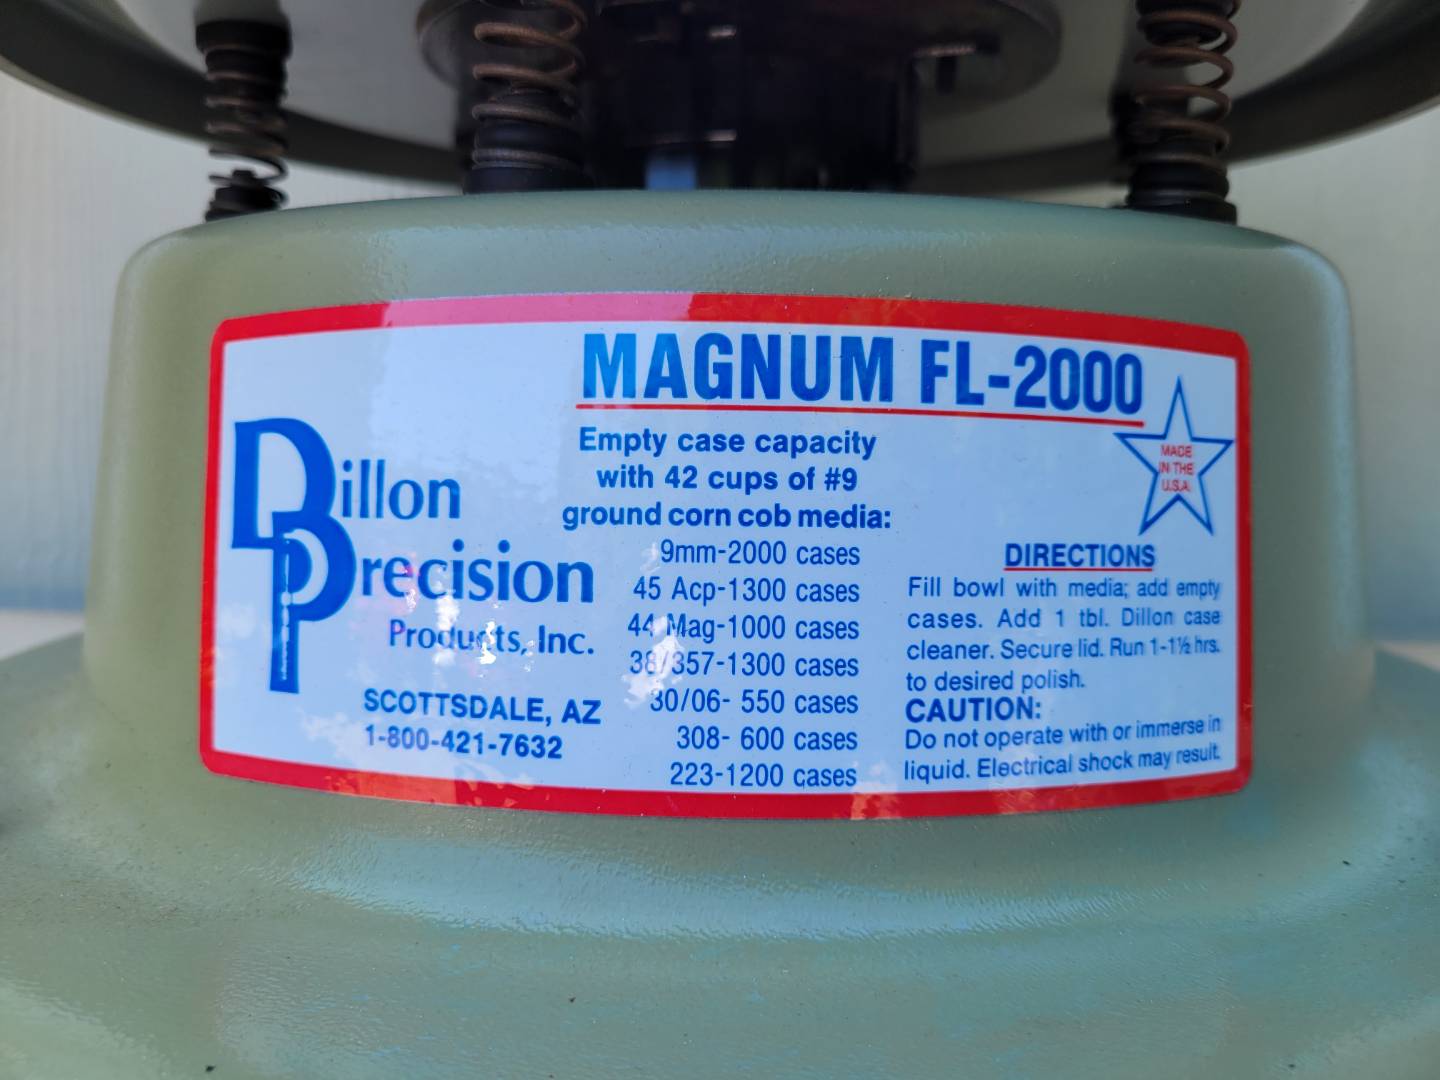 MAGNUM FL-2000
MADE
IN THE
U.S.A.
Dillon
Precision
Products, Inc.
SCOTTSDALE, AZ
1-800-421-7632
Empty case capacity
with 42 cups of #9
ground corn cob media:
9mm-2000 cases
45 Acp-1300 cases
44 Mag-1000 cases
38/357-1300 cases
30/06- 550 cases
308- 600 cases
223-1200 cases
DIRECTIONS
Fill bowl with media; add empty
cases. Add 1 tbl. Dillon case
cleaner. Secure lid. Run 1-1½ hrs.
to desired polish.
CAUTION:
Do not operate with or immerse in
liquid. Electrical shock may result.